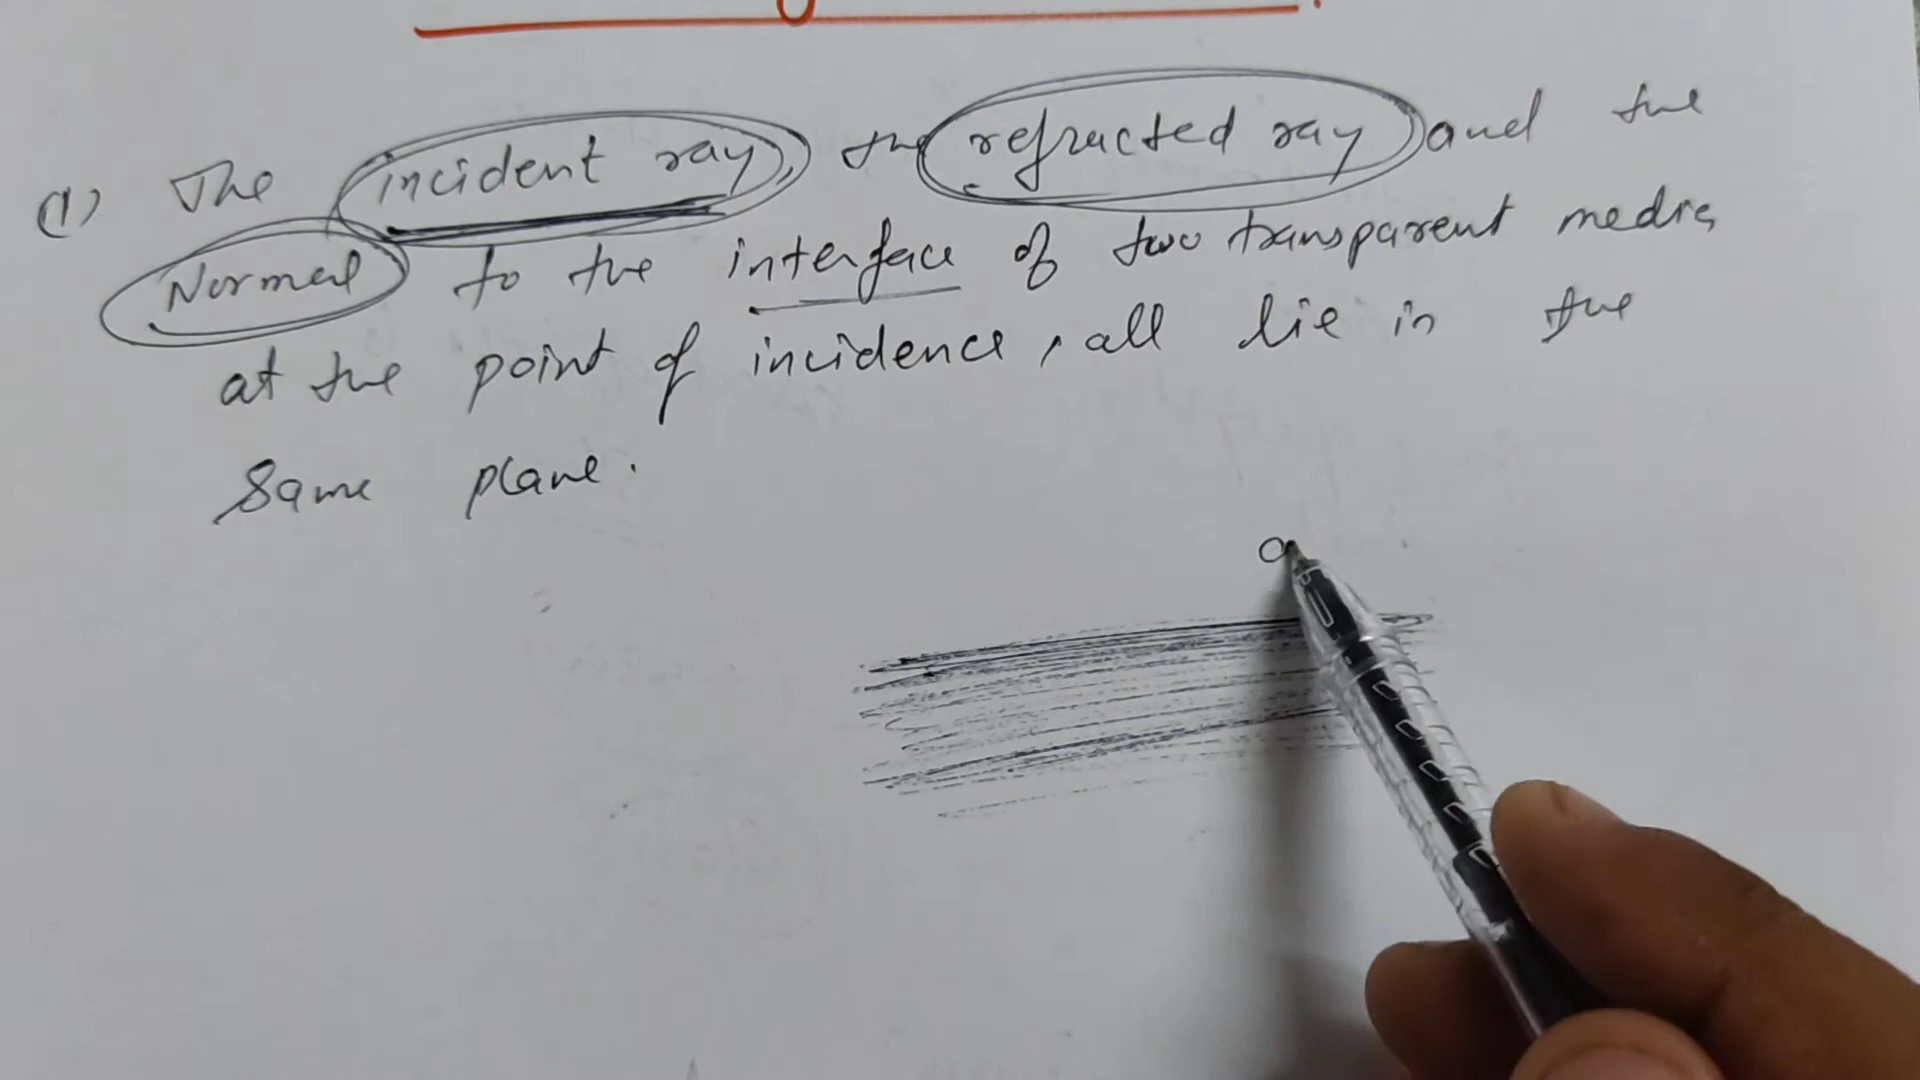 (1) The incident ray, the refracted ray and the
Normal to the interface of two transparent media
at the point of incidence, all lie in the
same plane.
a